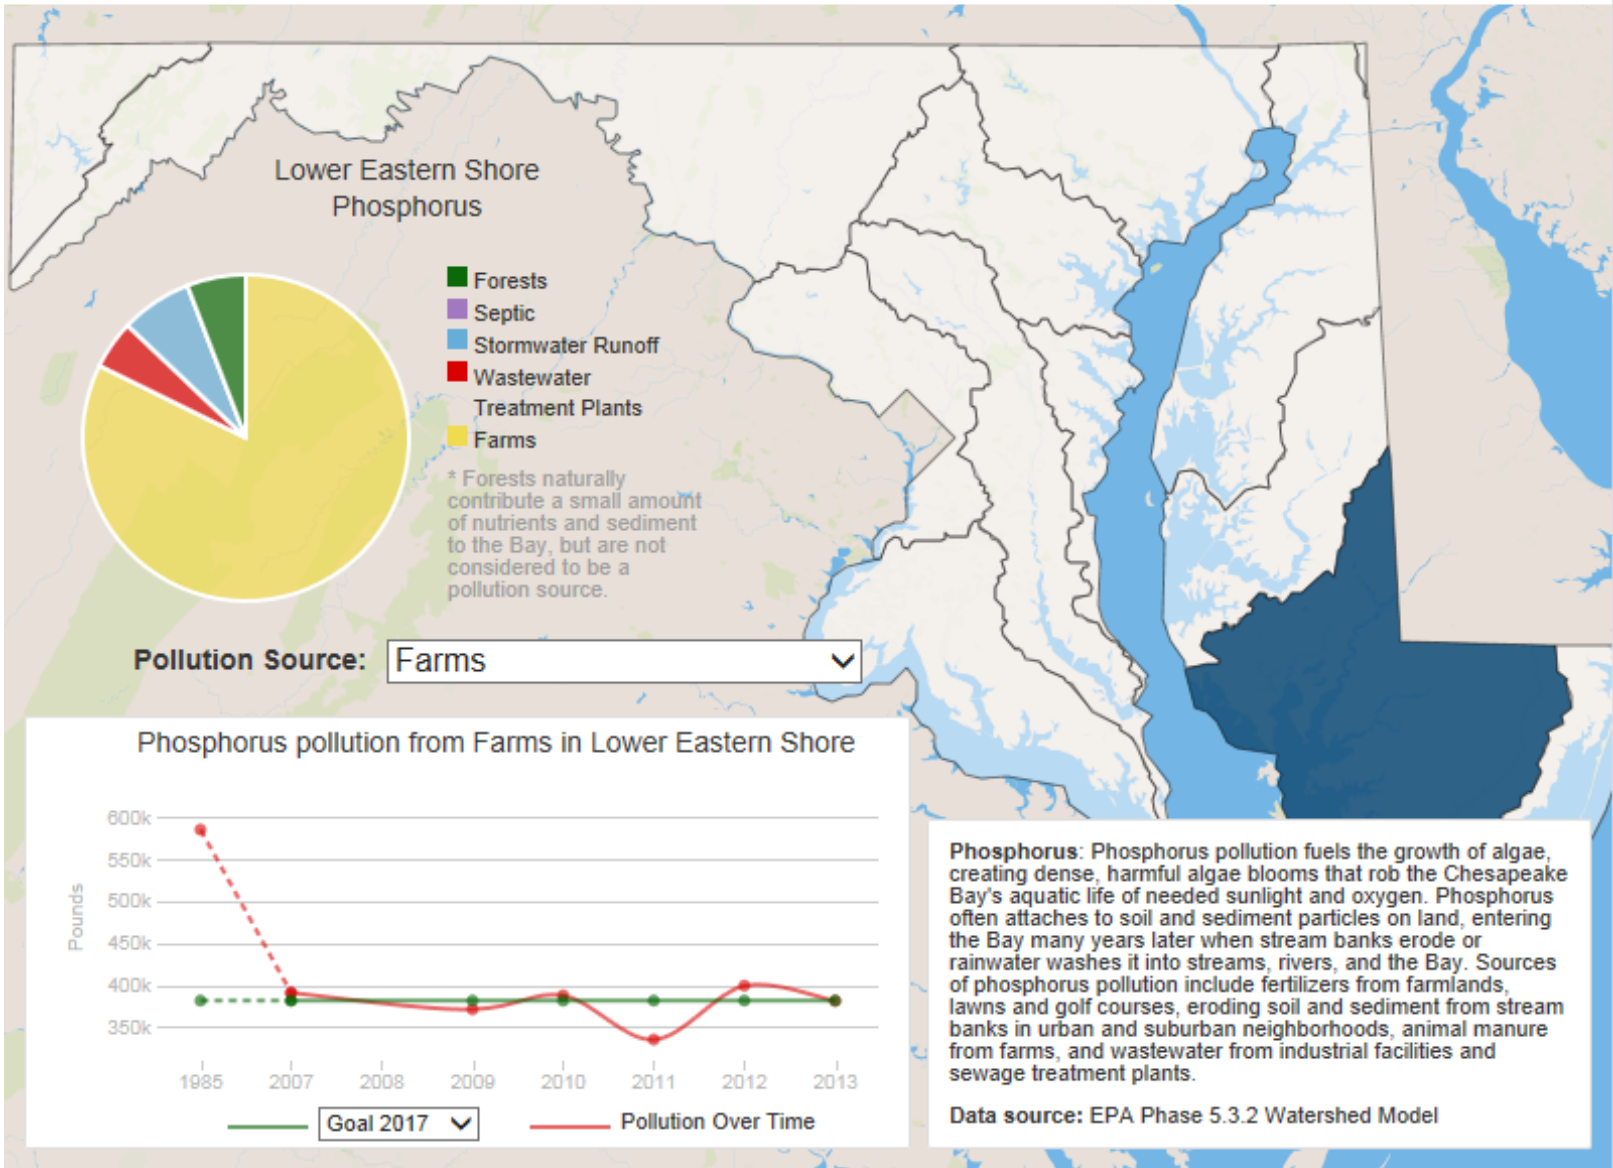 Lower Eastern Shore
Phosphorus
Forests
Septic
Stormwater Runoff
Wastewater
Treatment Plants
Farms
* Forests naturally
contribute a small amount
of nutrients and sediment
to the Bay, but are not
considered to be a
pollution source.
Pollution Source: Farms
Phosphorus pollution from Farms in Lower Eastern Shore
Pounds
600k
550k
500k
450k
400k
350k
1985 2007 2008 2009 2010 2011 2012 2013
Goal 2017 Pollution Over Time
Phosphorus: Phosphorus pollution fuels the growth of algae,
creating dense, harmful algae blooms that rob the Chesapeake
Bay's aquatic life of needed sunlight and oxygen. Phosphorus
often attaches to soil and sediment particles on land, entering
the Bay many years later when stream banks erode or
rainwater washes it into streams, rivers, and the Bay. Sources
of phosphorus pollution include fertilizers from farmlands,
lawns and golf courses, eroding soil and sediment from stream
banks in urban and suburban neighborhoods, animal manure
from farms, and wastewater from industrial facilities and
sewage treatment plants.
Data source: EPA Phase 5.3.2 Watershed Model